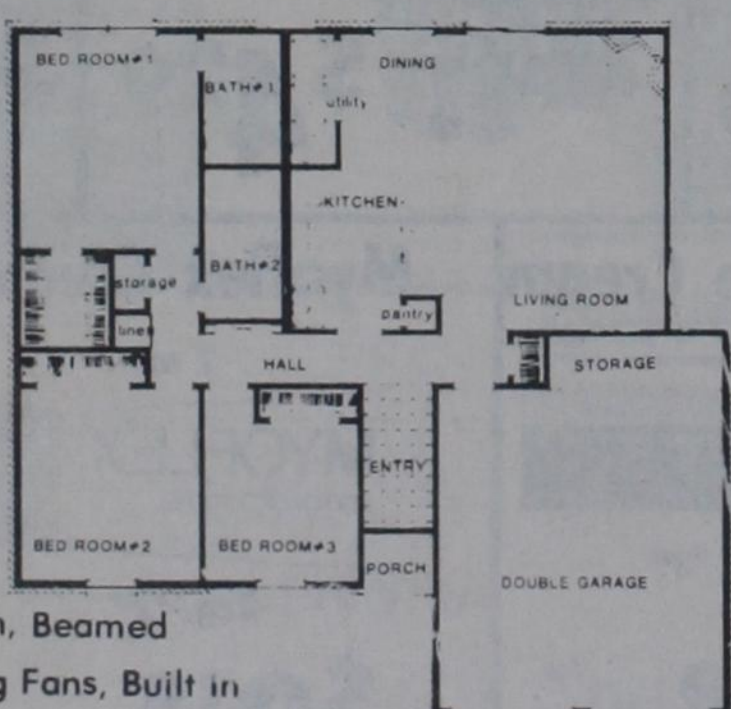 BED ROOM#1
BATH#1
utility
DINING
KITCHEN
BATH#2
storage
linen
pantry
LIVING ROOM
HALL
STORAGE
ENTRY
BED ROOM#2
BED ROOM#3
PORCH
DOUBLE GARAGE
Beamed
Fans, Built in